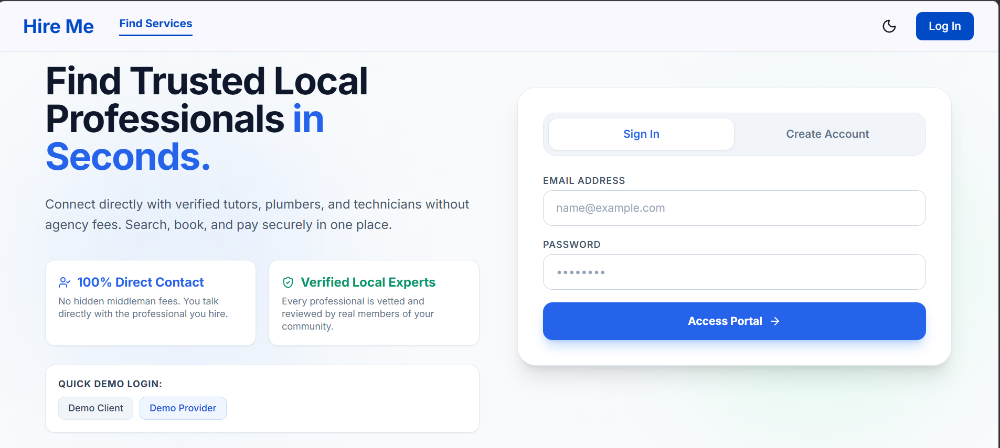 Hire Me
Find Services
Log In
Find Trusted Local
Professionals in
Seconds.
Connect directly with verified tutors, plumbers, and technicians without
agency fees. Search, book, and pay securely in one place.
100% Direct Contact
No hidden middleman fees. You talk
directly with the professional you hire.
Verified Local Experts
Every professional is vetted and
reviewed by real members of your
community.
QUICK DEMO LOGIN:
Demo Client
Demo Provider
Sign In
Create Account
EMAIL ADDRESS
name@example.com
PASSWORD
••••••••
Access Portal →